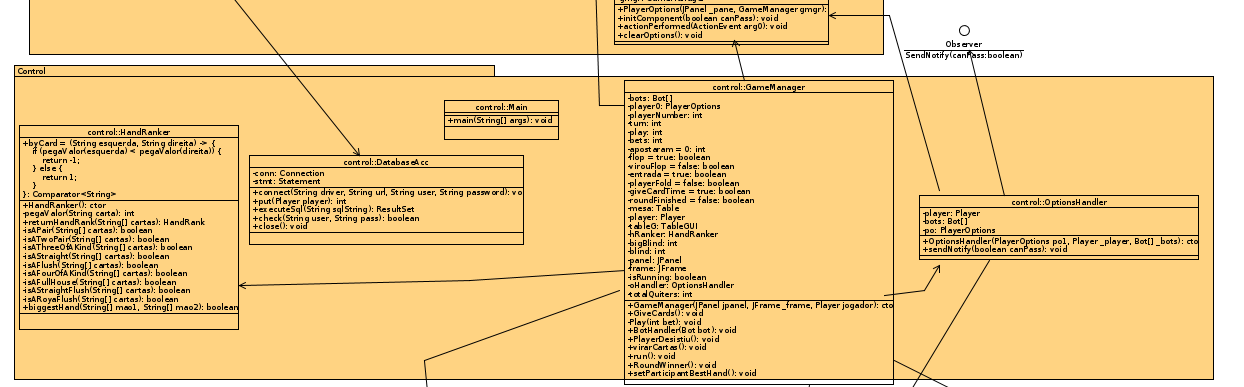 +PlayerOptions(JPanel _pane, GameManager gmgr):
+initComponent(boolean canPass): void
+actionPerformed(ActionEvent arg0): void
+clearOptions(): void
Observer
SendNotify(canPass:boolean)
Control
control::Main
+main(String[] args): void
control::HandRanker
+byCard = (String esquerda, String direita) -> {
if (pegaValor(esquerda) < pegaValor(direita)) {
return -1;
} else {
return 1;
}
}: Comparator<String>
+HandRanker(): ctor
-pegaValor(String carta): int
+returnHandRank(String[] cartas): HandRank
-isAPair(String[] cartas): boolean
-isATwoPair(String[] cartas): boolean
-isAThreeOfAKind(String[] cartas): boolean
-isAStraight(String[] cartas): boolean
-isAFlush(String[] cartas): boolean
-isAFourOfAKind(String[] cartas): boolean
-isAFullHouse(String[] cartas): boolean
-isAStraightFlush(String[] cartas): boolean
-isARoyaFlush(String[] cartas): boolean
+biggestHand(String[] mao1, String[] mao2): boolean
control::DatabaseAcc
-conn: Connection
-stmt: Statement
+connect(String driver, String url, String user, String password): vo
+put(Player player): int
+executeSql(String sqlString): ResultSet
+check(String user, String pass): boolean
+close(): void
control::GameManager
-bots: Bot[]
-player0: PlayerOptions
-playerNumber: int
-turn: int
-play: int
-bets: int
-apostaram = 0: int
-flop = true: boolean
-virouFlop = false: boolean
-entrada = true: boolean
-playerFold = false: boolean
-giveCardTime = true: boolean
-roundFinished = false: boolean
-mesa: Table
-player: Player
-tableG: TableGUI
-hRanker: HandRanker
-bigBlind: int
-blind: int
-panel: JPanel
-frame: JFrame
-isRunning: boolean
-oHandler: OptionsHandler
-totalQuiters: int
+GameManager(JPanel jpanel, JFrame _frame, Player jogador): cto
+GiveCards(): void
-Play(int bet): void
+BotHandler(Bot bot): void
+PlayerDesistiu(): void
+virarCartas(): void
+run(): void
+RoundWinner(): void
+setParticipantBestHand(): void
control::OptionsHandler
-player: Player
-bots: Bot[]
-po: PlayerOptions
+OptionsHandler(PlayerOptions po1, Player _player, Bot[] _bots): cto
+sendNotify(boolean canPass): void